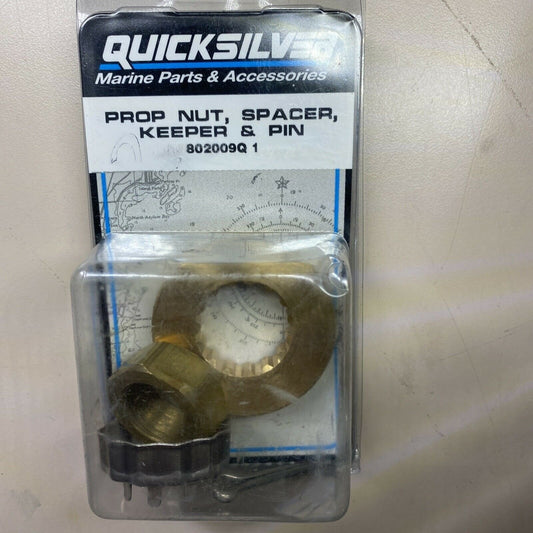 QUICKSILVER
Marine Parts & Accessories
PROP NUT, SPACER,
KEEPER & PIN
802009Q 1